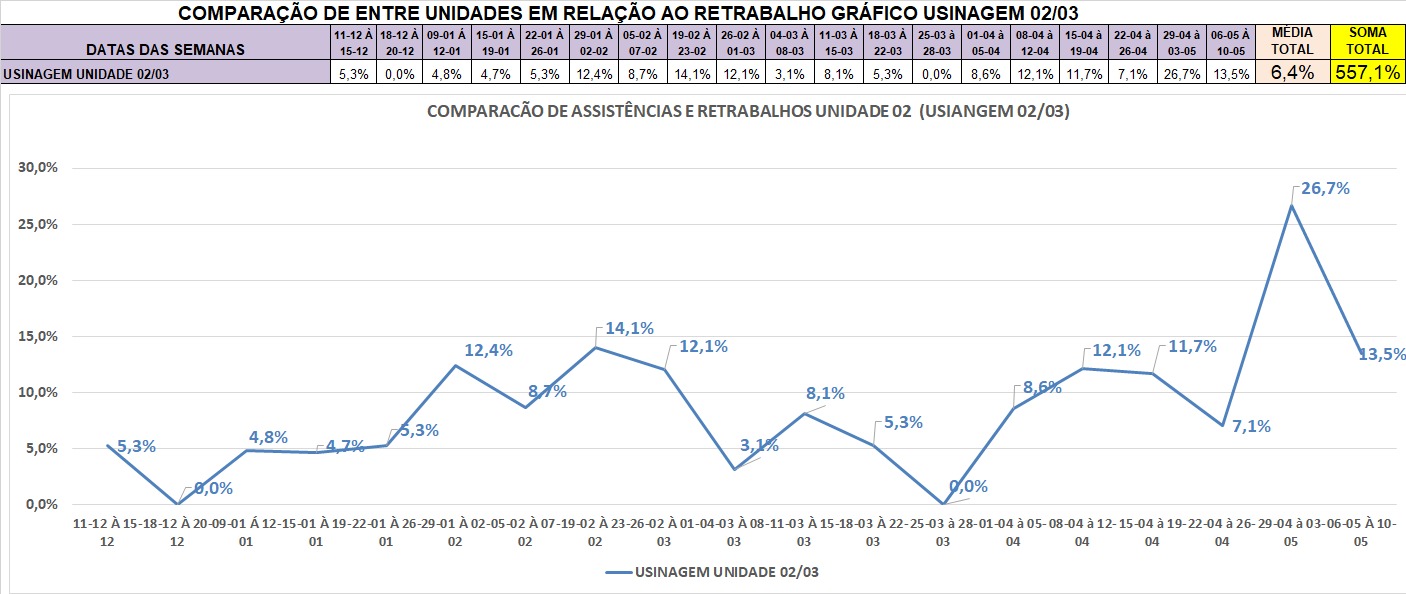 COMPARAÇÃO DE ENTRE UNIDADES EM RELAÇÃO AO RETRABALHO GRÁFICO USINAGEM 02/03
DATAS DAS SEMANAS 11-12 À 15-12 18-12 À 20-12 09-01 À 12-01 15-01 À 19-01 22-01 À 26-01 29-01 À 02-02 05-02 À 07-02 19-02 À 23-02 26-02 À 01-03 04-03 À 08-03 11-03 À 15-03 18-03 À 22-03 25-03 à 28-03 01-04 à 05-04 08-04 à 12-04 15-04 à 19-04 22-04 à 26-04 29-04 à 03-05 06-05 À 10-05 MÉDIA TOTAL SOMA TOTAL
USINAGEM UNIDADE 02/03 5,3% 0,0% 4,8% 4,7% 5,3% 12,4% 8,7% 14,1% 12,1% 3,1% 8,1% 5,3% 0,0% 8,6% 12,1% 11,7% 7,1% 26,7% 13,5% 6,4% 557,1%
COMPARACÃO DE ASSISTÊNCIAS E RETRABALHOS UNIDADE 02 (USIANGEM 02/03)
30,0%
25,0%
20,0%
15,0%
10,0%
5,0%
0,0%
5,3% 0,0% 4,8% 4,7% 5,3% 12,4% 8,7% 14,1% 12,1% 3,1% 8,1% 5,3% 0,0% 8,6% 12,1% 11,7% 7,1% 26,7% 13,5%
11-12 À 15-18-12 À 20-09-01 À 12-15-01 À 19-22-01 À 26-29-01 À 02-05-02 À 07-19-02 À 23-26-02 À 01-04-03 À 08-11-03 À 15-18-03 À 22-25-03 à 28-01-04 à 05-08-04 à 12-15-04 à 19-22-04 à 26-29-04 à 03-06-05 À 10-
12 12 01 01 01 02 02 02 03 03 03 03 03 04 04 04 04 05 05
USINAGEM UNIDADE 02/03